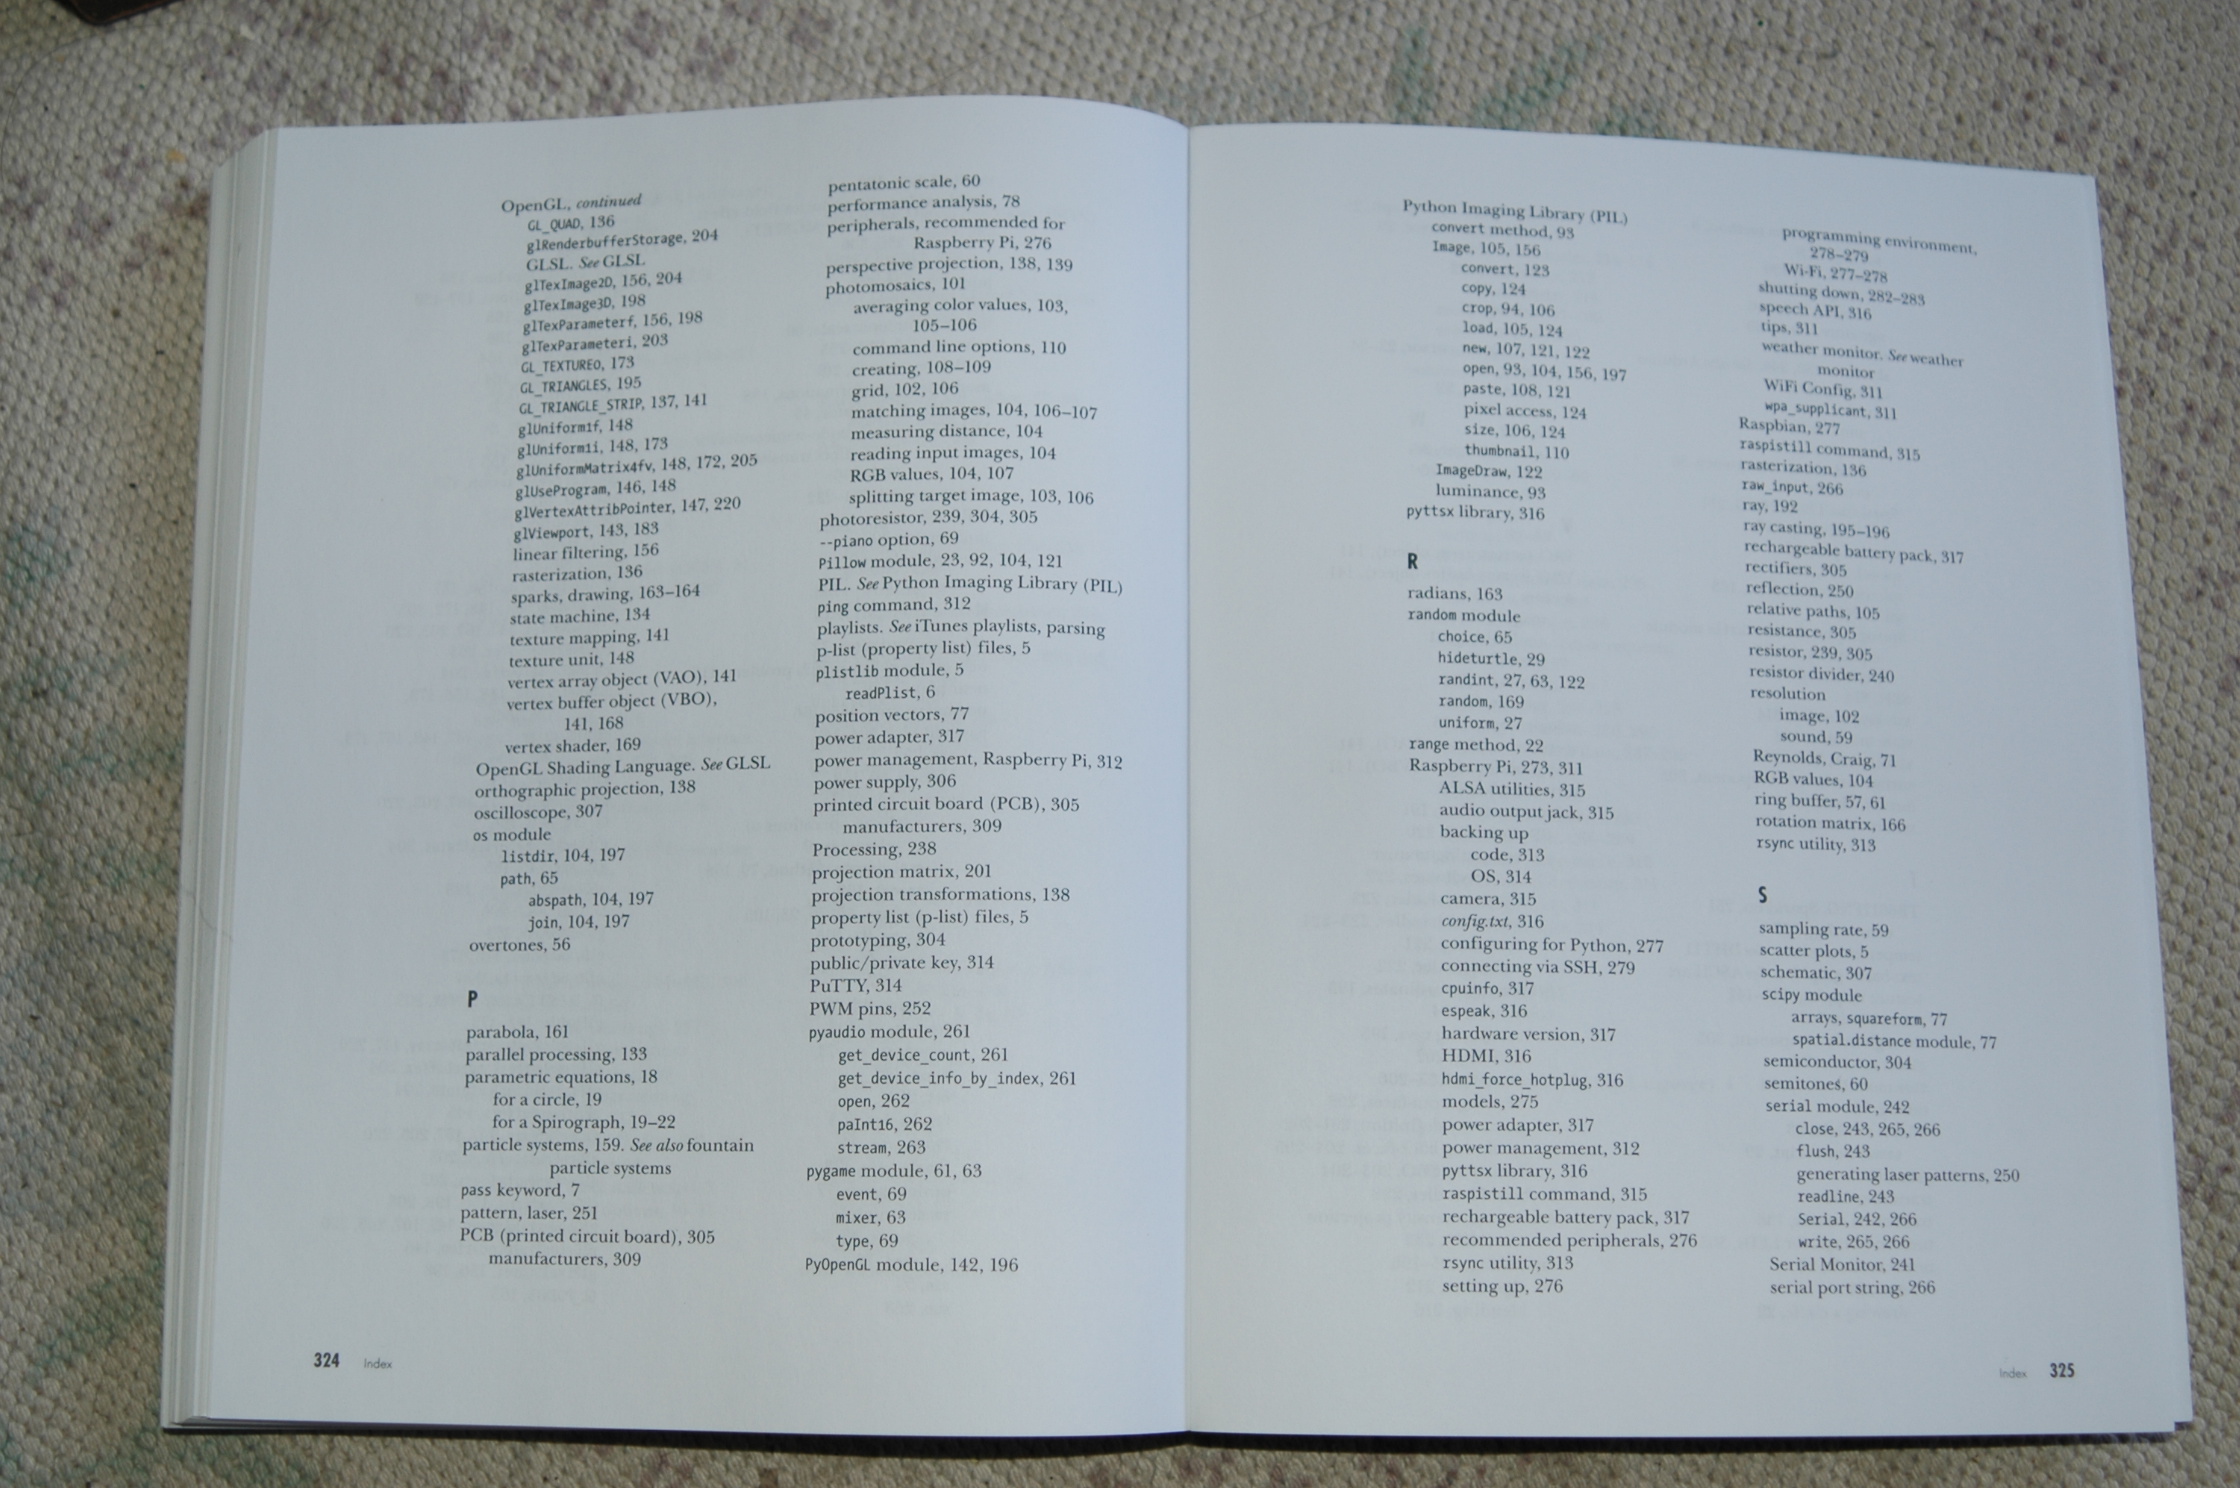 OpenGL, continued
GL_QUAD, 136
glRenderbufferStorage, 204
GLSL. See GLSL
glTexImage2D, 156, 204
glTexImage3D, 198
glTexParameterf, 156, 198
glTexParameteri, 203
GL_TEXTURE0, 173
GL_TRIANGLES, 195
GL_TRIANGLE_STRIP, 137, 141
glUniform1f, 148
glUniform1i, 148, 173
glUniformMatrix4fv, 148, 172, 205
glUseProgram, 146, 148
glVertexAttribPointer, 147, 220
glViewport, 143, 183
linear filtering, 156
rasterization, 136
sparks, drawing, 163–164
state machine, 134
texture mapping, 141
texture unit, 148
vertex array object (VAO), 141
vertex buffer object (VBO),
141, 168
vertex shader, 169
OpenGL Shading Language. See GLSL
orthographic projection, 138
oscilloscope, 307
os module
listdir, 104, 197
path, 65
abspath, 104, 197
join, 104, 197
overtones, 56
P
parabola, 161
parallel processing, 133
parametric equations, 18
for a circle, 19
for a Spirograph, 19–22
particle systems, 159. See also fountain
particle systems
pass keyword, 7
pattern, laser, 251
PCB (printed circuit board), 305
manufacturers, 309
pentatonic scale, 60
performance analysis, 78
peripherals, recommended for
Raspberry Pi, 276
perspective projection, 138, 139
photomosaics, 101
averaging color values, 103,
105–106
command line options, 110
creating, 108–109
grid, 102, 106
matching images, 104, 106–107
measuring distance, 104
reading input images, 104
RGB values, 104, 107
splitting target image, 103, 106
photoresistor, 239, 304, 305
--piano option, 69
Pillow module, 23, 92, 104, 121
PIL. See Python Imaging Library (PIL)
ping command, 312
playlists. See iTunes playlists, parsing
p-list (property list) files, 5
plistlib module, 5
readPlist, 6
position vectors, 77
power adapter, 317
power management, Raspberry Pi, 312
power supply, 306
printed circuit board (PCB), 305
manufacturers, 309
Processing, 238
projection matrix, 201
projection transformations, 138
property list (p-list) files, 5
prototyping, 304
public/private key, 314
PuTTY, 314
PWM pins, 252
pyaudio module, 261
get_device_count, 261
get_device_info_by_index, 261
open, 262
paInt16, 262
stream, 263
pygame module, 61, 63
event, 69
mixer, 63
type, 69
PyOpenGL module, 142, 196
324 Index
Python Imaging Library (PIL)
convert method, 93
Image, 105, 156
convert, 123
copy, 124
crop, 94, 106
load, 105, 124
new, 107, 121, 122
open, 93, 104, 156, 197
paste, 108, 121
pixel access, 124
size, 106, 124
thumbnail, 110
ImageDraw, 122
luminance, 93
pyttsx library, 316
R
radians, 163
random module
choice, 65
hideturtle, 29
randint, 27, 63, 122
random, 169
uniform, 27
range method, 22
Raspberry Pi, 273, 311
ALSA utilities, 315
audio output jack, 315
backing up
code, 313
OS, 314
camera, 315
config.txt, 316
configuring for Python, 277
connecting via SSH, 279
cpuinfo, 317
espeak, 316
hardware version, 317
HDMI, 316
hdmi_force_hotplug, 316
models, 275
power adapter, 317
power management, 312
pyttsx library, 316
raspistill command, 315
rechargeable battery pack, 317
recommended peripherals, 276
rsync utility, 313
setting up, 276
programming environment,
278–279
Wi-Fi, 277–278
shutting down, 282–283
speech API, 316
tips, 311
weather monitor. See weather
monitor
WiFi Config, 311
wpa_supplicant, 311
Raspbian, 277
raspistill command, 315
rasterization, 136
raw_input, 266
ray, 192
ray casting, 195–196
rechargeable battery pack, 317
rectifiers, 305
reflection, 250
relative paths, 105
resistance, 305
resistor, 239, 305
resistor divider, 240
resolution
image, 102
sound, 59
Reynolds, Craig, 71
RGB values, 104
ring buffer, 57, 61
rotation matrix, 166
rsync utility, 313
S
sampling rate, 59
scatter plots, 5
schematic, 307
scipy module
arrays, squareform, 77
spatial.distance module, 77
semiconductor, 304
semitones, 60
serial module, 242
close, 243, 265, 266
flush, 243
generating laser patterns, 250
readline, 243
Serial, 242, 266
write, 265, 266
Serial Monitor, 241
serial port string, 266
Index 325